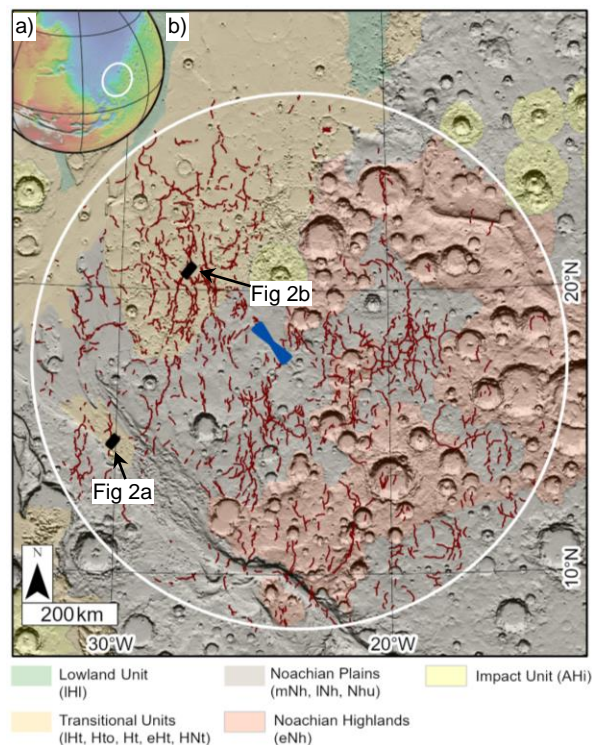 a)
b)
Fig 2b
20°N
Fig 2a
N
200 km
10°N
30°W
20°W
Lowland Unit
(lHl)
Noachian Plains
(mNh, lNh, Nhu)
Impact Unit (AHi)
Transitional Units
(lHt, Hto, Ht, eHt, HNt)
Noachian Highlands
(eNh)